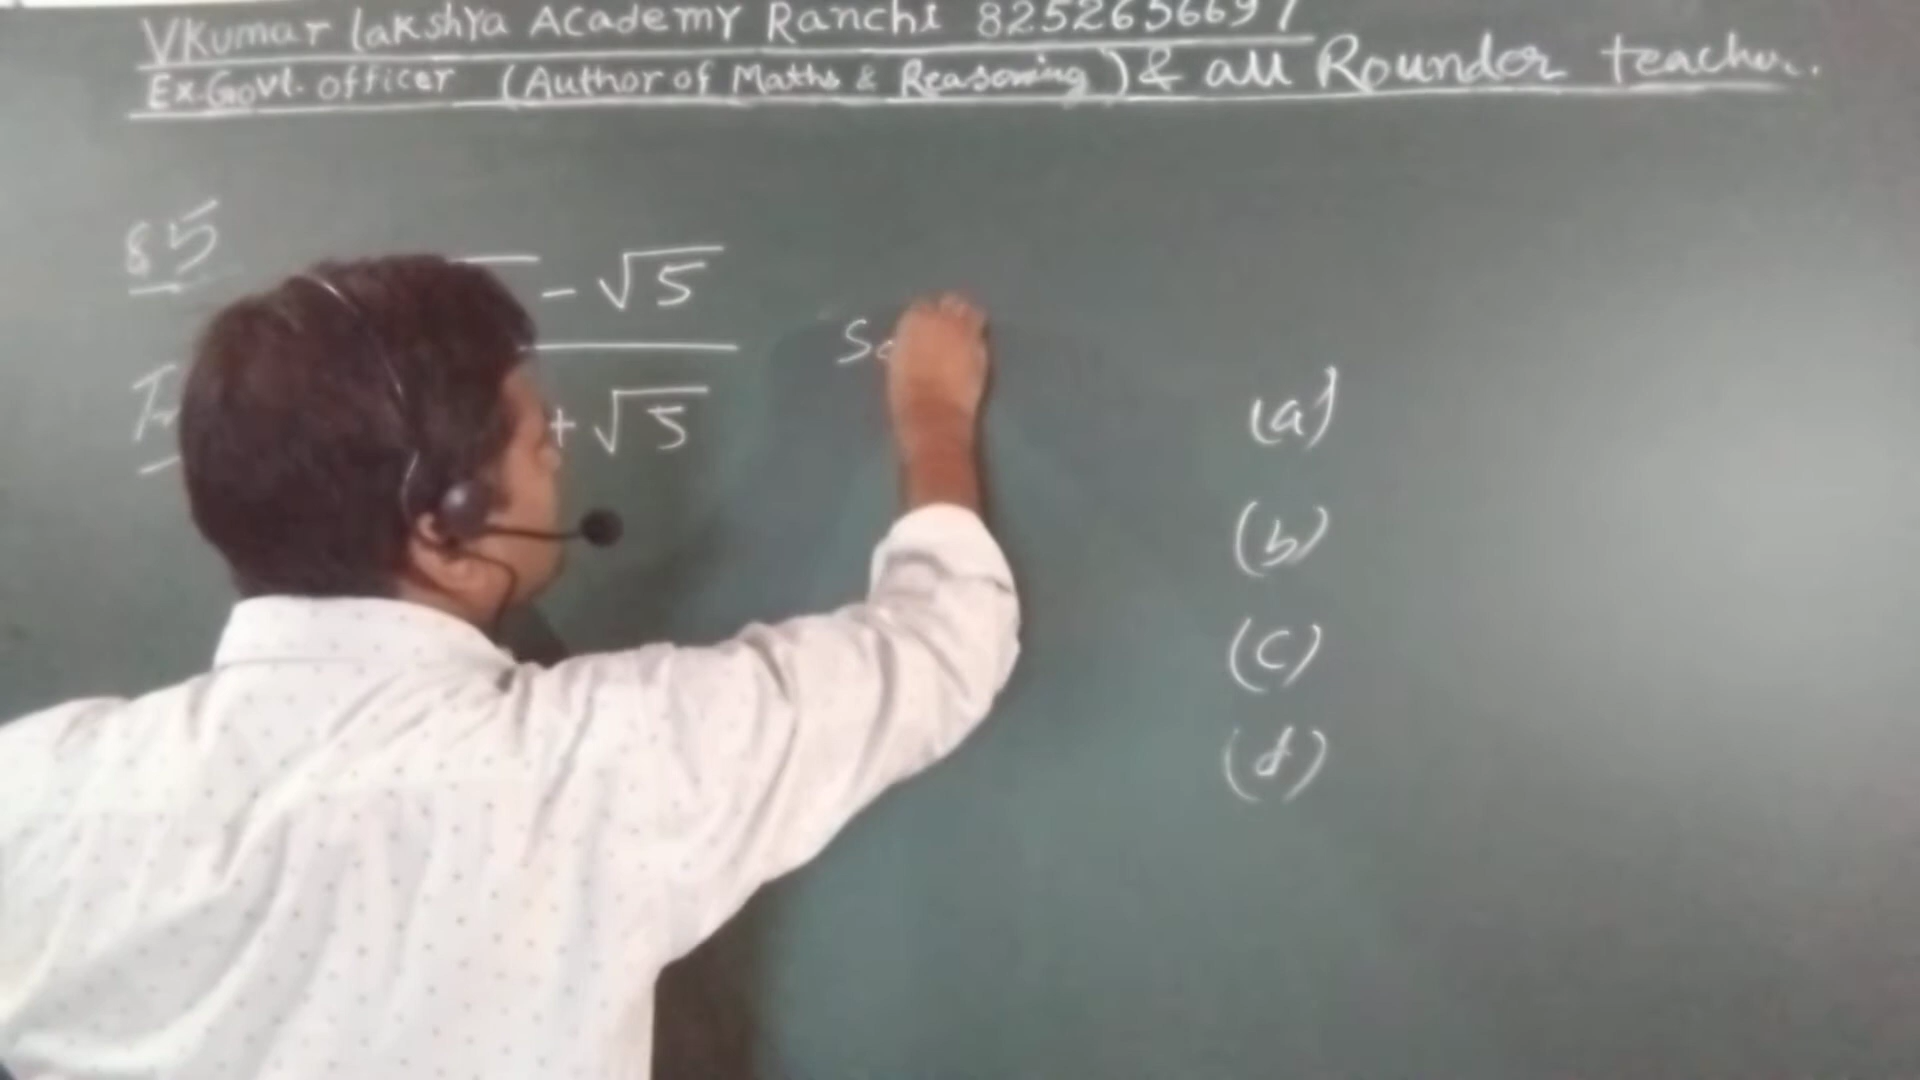 VKumar Lakshya Academy Ranchi 8252656697
Ex.Govt. officer (Author of Maths & Reasoning) & all Rounder teacher.
85
- √5
+ √5
(a)
(b)
(c)
(d)